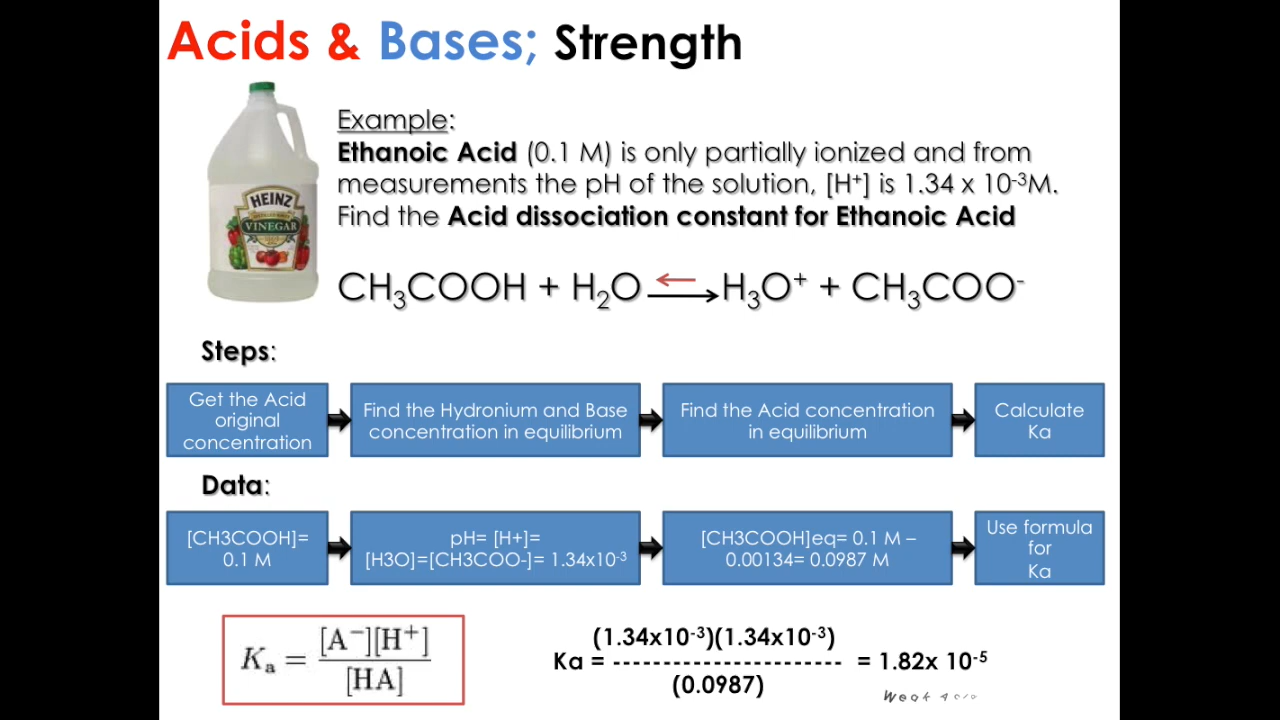 Acids & Bases; Strength
Example:
Ethanoic Acid (0.1 M) is only partially ionized and from
measurements the pH of the solution, [H⁺] is 1.34 x 10⁻³M.
Find the Acid dissociation constant for Ethanoic Acid
HEINZ
VINEGAR
CH₃COOH + H₂O ⇌ H₃O⁺ + CH₃COO⁻
Steps:
Get the Acid
original
concentration
Find the Hydronium and Base
concentration in equilibrium
Find the Acid concentration
in equilibrium
Calculate
Ka
Data:
[CH3COOH]=
0.1 M
pH= [H+]=
[H3O]=[CH3COO-]= 1.34x10⁻³
[CH3COOH]eq= 0.1 M –
0.00134= 0.0987 M
Use formula
for
Ka
Kₐ = [A⁻][H⁺] / [HA]
(1.34x10⁻³)(1.34x10⁻³)
Ka = ----------------------- = 1.82x 10⁻⁵
(0.0987)
Weak Acid